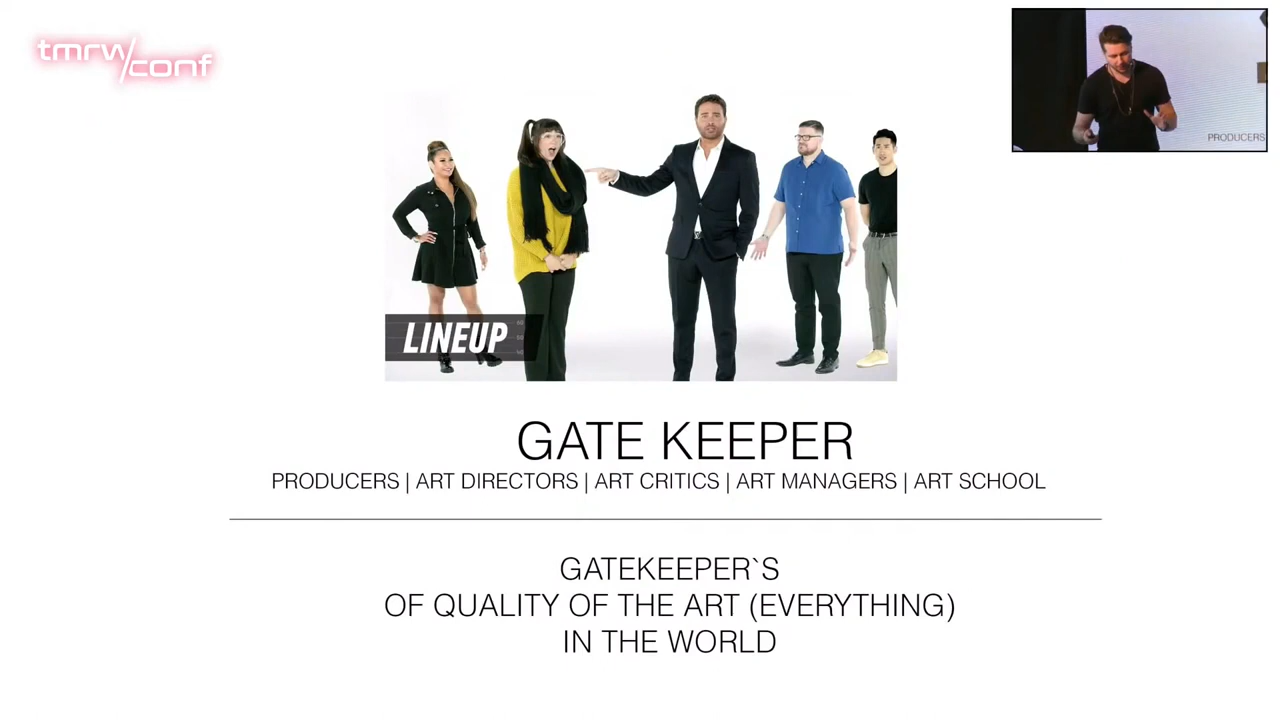 tmrw/conf
PRODUCERS
LINEUP
GATE KEEPER
PRODUCERS | ART DIRECTORS | ART CRITICS | ART MANAGERS | ART SCHOOL
GATEKEEPER`S
OF QUALITY OF THE ART (EVERYTHING)
IN THE WORLD